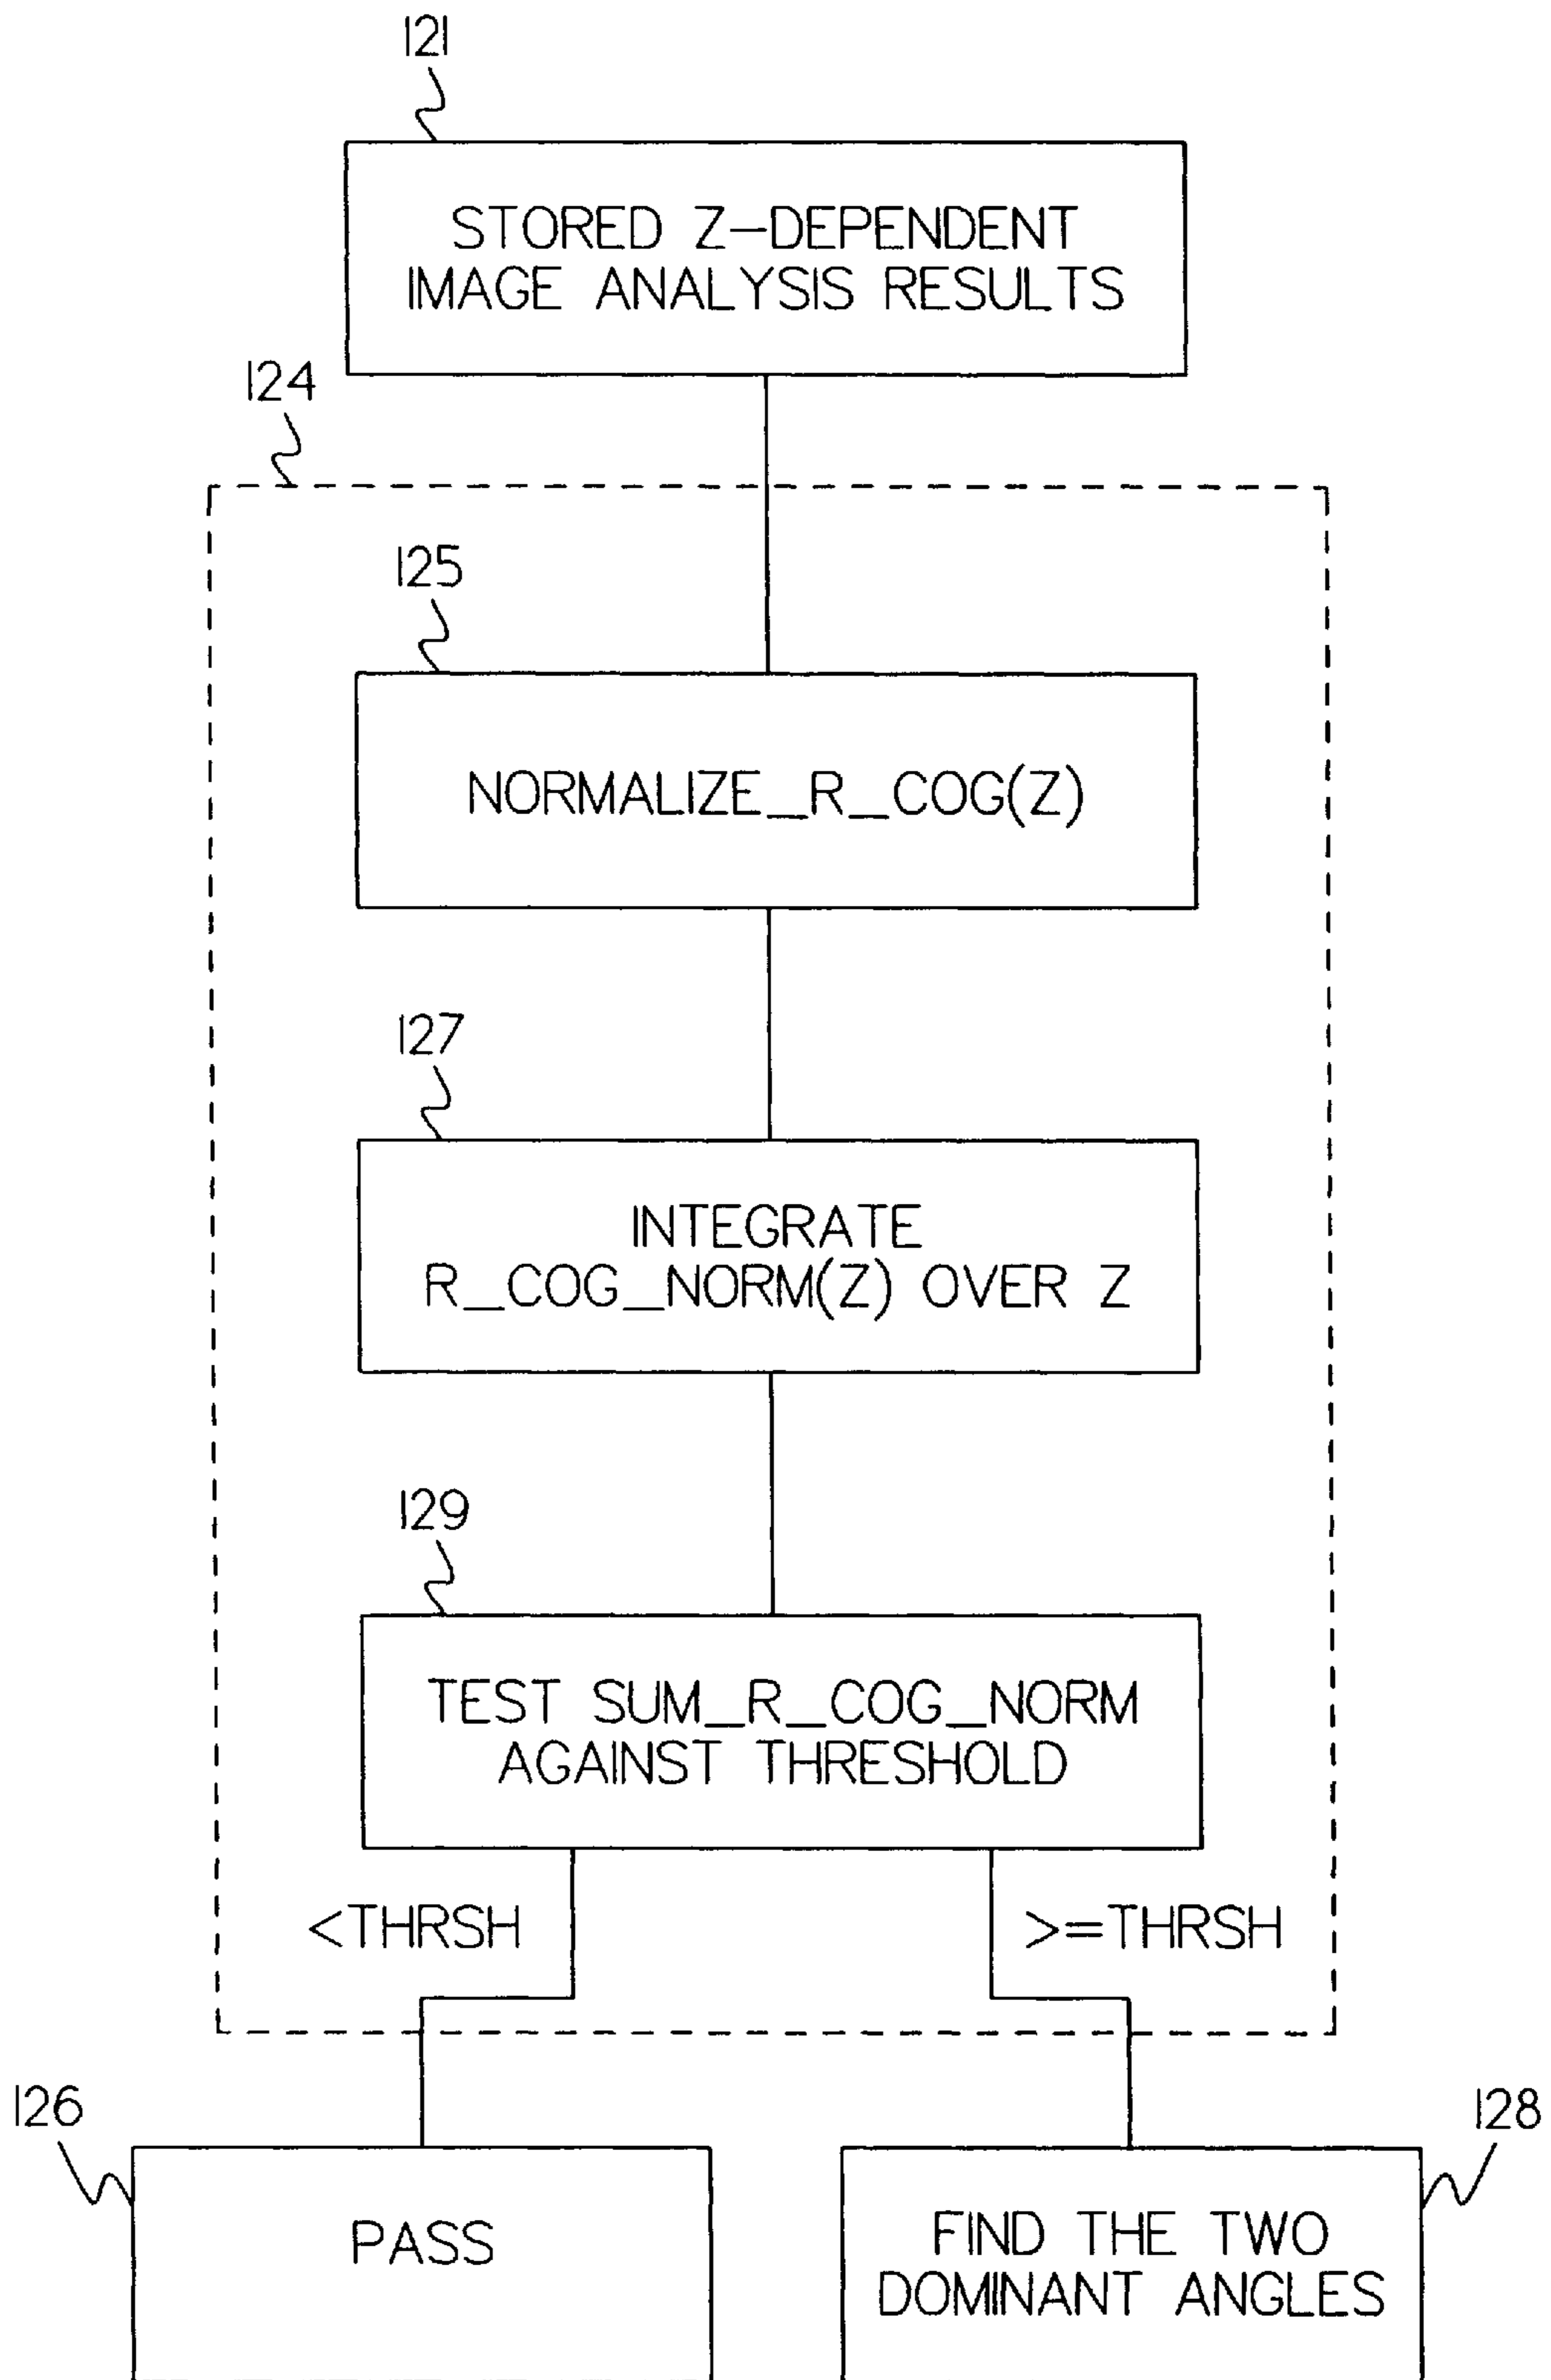 121
STORED Z-DEPENDENT
IMAGE ANALYSIS RESULTS
124
125
NORMALIZE_R_COG(Z)
127
INTEGRATE
R_COG_NORM(Z) OVER Z
129
TEST SUM_R_COG_NORM
AGAINST THRESHOLD
<THRSH
>=THRSH
126
128
PASS
FIND THE TWO
DOMINANT ANGLES